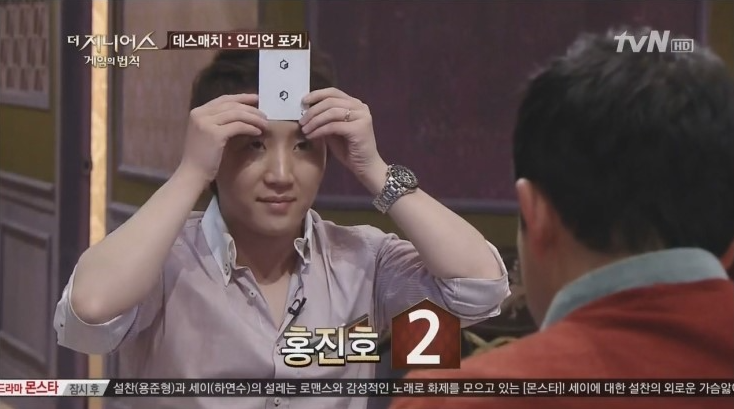 더 지니어스
게임의 법칙
데스매치 : 인디언 포커
tvN HD
홍진호 2
드라마 몬스타 잠시 후 설찬(용준형)과 세이(하연수)의 설레는 로맨스와 감성적인 노래로 화제를 모으고 있는 [몬스타]! 세이에 대한 설찬의 외로운 가슴앓